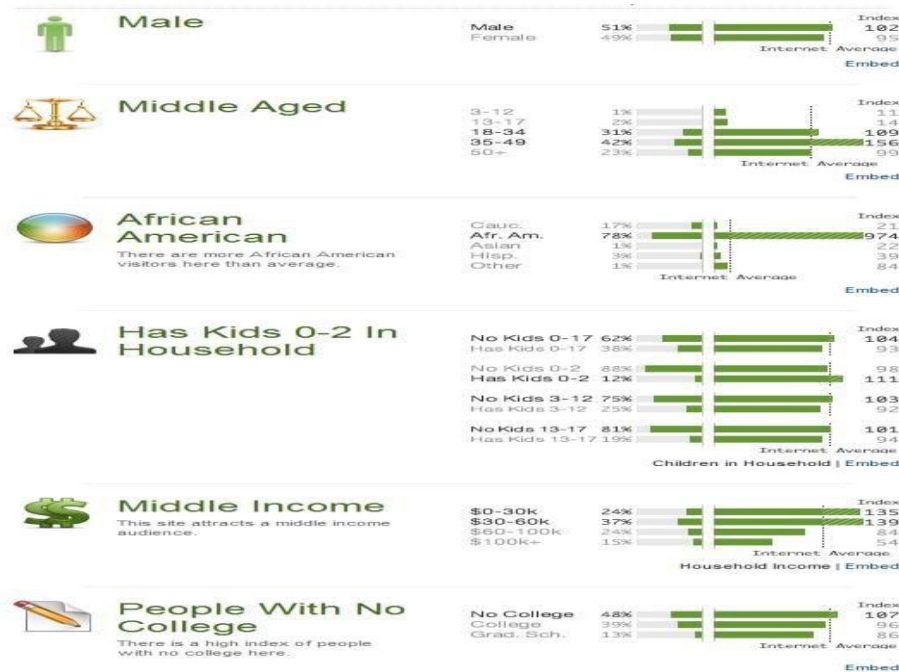 Male
Index
Male 51% 102
Female 49% 95
Internet Average
Embed
Middle Aged
Index
3-12 1% 11
13-17 2% 14
18-34 31% 109
35-49 42% 156
50+ 23% 99
Internet Average
Embed
African
American
There are more African American
visitors here than average.
Index
Cauc. 17% 21
Afr. Am. 78% 974
Asian 1% 22
Hisp. 3% 39
Other 1% 84
Internet Average
Embed
Has Kids 0-2 In
Household
Index
No Kids 0-17 62% 104
Has Kids 0-17 38% 93
No Kids 0-2 88% 98
Has Kids 0-2 12% 111
No Kids 3-12 75% 103
Has Kids 3-12 25% 92
No Kids 13-17 81% 101
Has Kids 13-17 19% 94
Internet Average
Children in Household | Embed
Middle Income
This site attracts a middle income
audience.
Index
$0-30k 24% 135
$30-60k 37% 139
$60-100k 24% 84
$100k+ 15% 54
Internet Average
Household Income | Embed
People With No
College
There is a high index of people
with no college here.
Index
No College 48% 107
College 39% 96
Grad. Sch. 13% 86
Internet Average
Embed